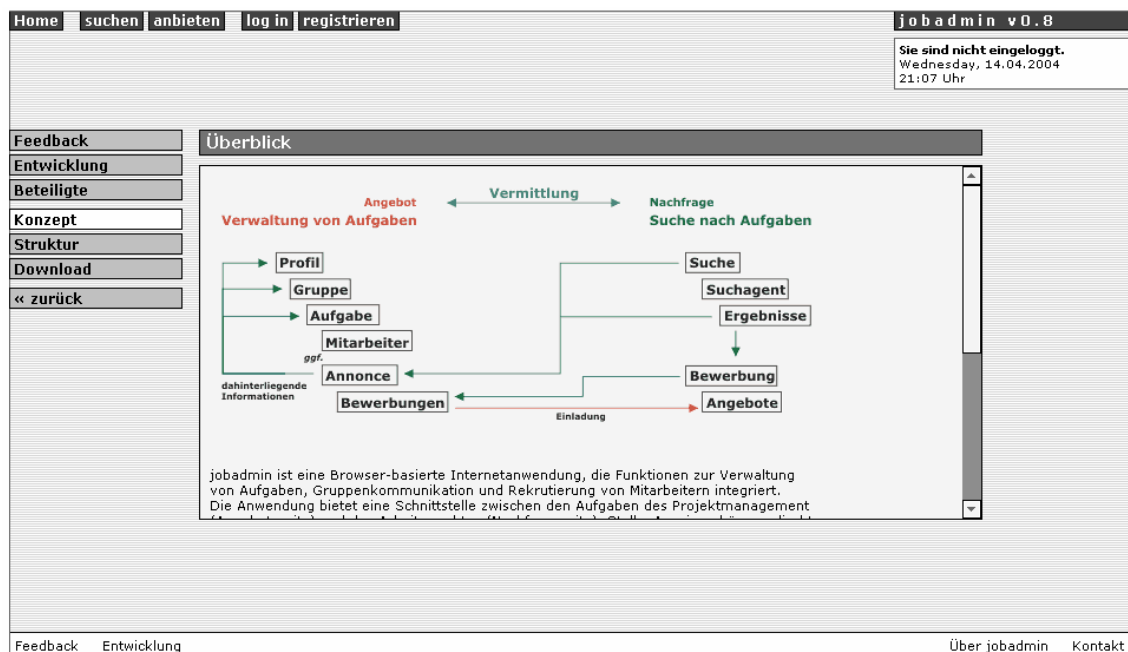 Home suchen anbieten log in registrieren
jobadmin v0.8
Sie sind nicht eingeloggt.
Wednesday, 14.04.2004
21:07 Uhr
Feedback
Entwicklung
Beteiligte
Konzept
Struktur
Download
« zurück
Überblick
Vermittlung
Angebot
Verwaltung von Aufgaben
Nachfrage
Suche nach Aufgaben
Profil
Gruppe
Aufgabe
Mitarbeiter
ggf.
Annonce
dahinterliegende
Informationen
Bewerbungen
Einladung
Suche
Suchagent
Ergebnisse
Bewerbung
Angebote
jobadmin ist eine Browser-basierte Internetanwendung, die Funktionen zur Verwaltung
von Aufgaben, Gruppenkommunikation und Rekrutierung von Mitarbeitern integriert.
Die Anwendung bietet eine Schnittstelle zwischen den Aufgaben des Projektmanagement
Feedback Entwicklung
Über jobadmin Kontakt